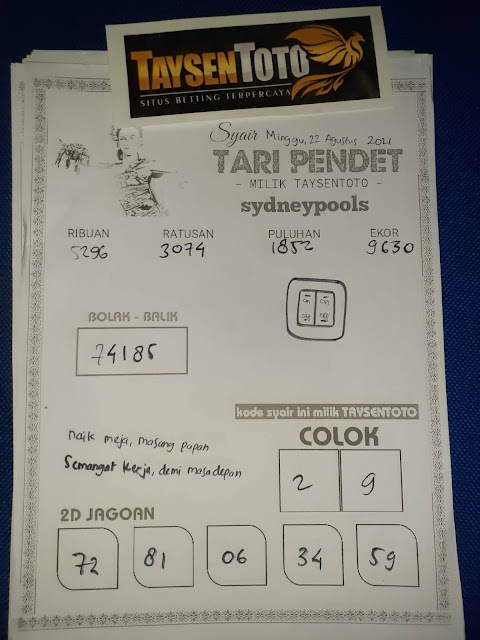 TAYSENTOTO
SITUS BETTING TERPERCAYA
Syair Minggu, 22 Agustus 2021
TARI PENDET
- MILIK TAYSENTOTO -
sydneypools
RIBUAN RATUSAN PULUHAN EKOR
5296 3074 1852 9630
BOLAK - BALIK
74185
kode syair ini milik TAYSENTOTO
naik meja, masang papan
Semangat kerja, demi masa depan
COLOK
2 9
2D JAGOAN
72 81 06 34 59